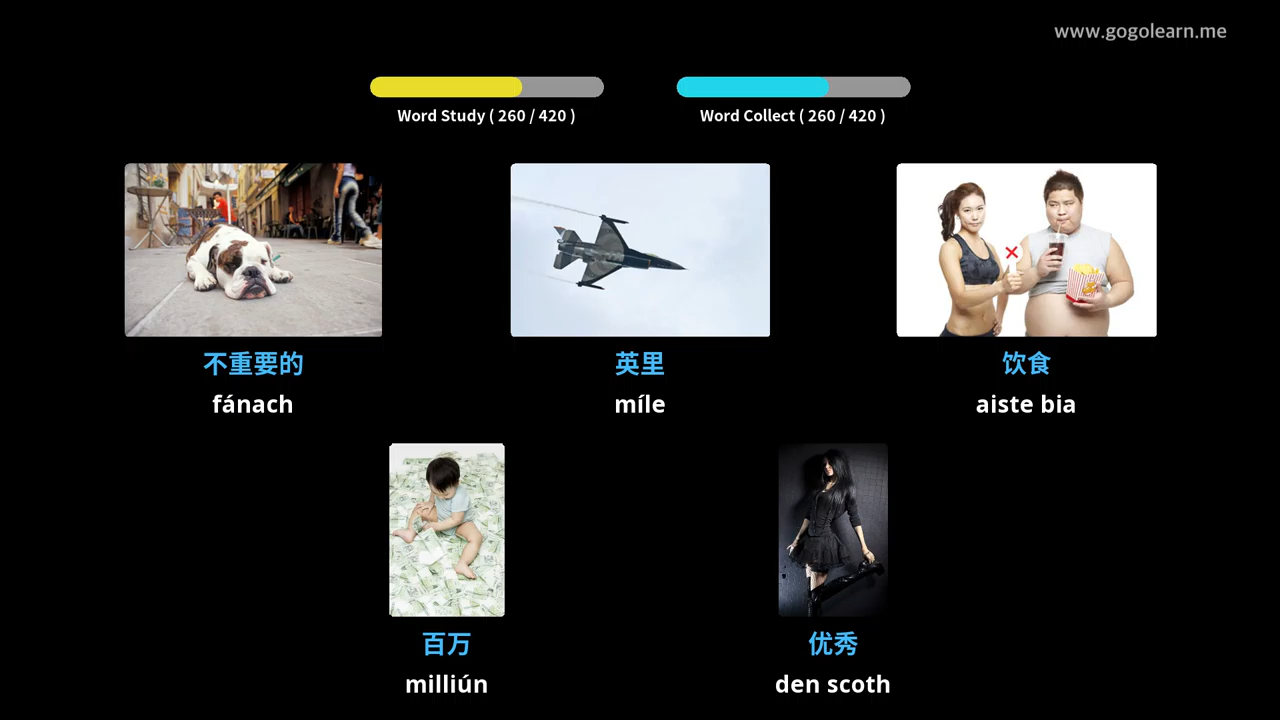 www.gogolearn.me
Word Study ( 260 / 420 )
Word Collect ( 260 / 420 )
不重要的
fánach
英里
míle
饮食
aiste bia
百万
milliún
优秀
den scoth